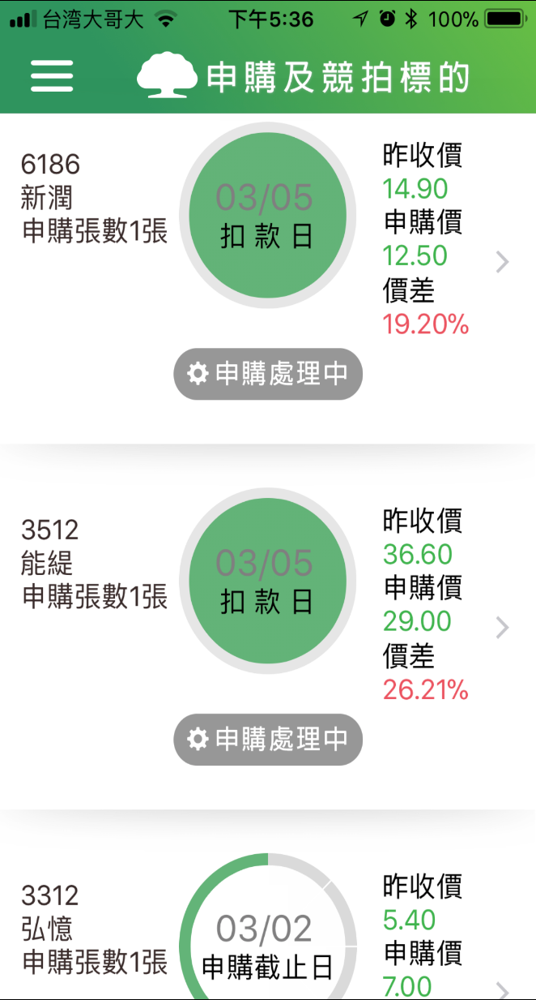 台湾大哥大 下午5:36 100%
申購及競拍標的
6186
新潤
申購張數1張
03/05
扣款日
昨收價
14.90
申購價
12.50
價差
19.20%
申購處理中
3512
能緹
申購張數1張
03/05
扣款日
昨收價
36.60
申購價
29.00
價差
26.21%
申購處理中
3312
弘憶
申購張數1張
03/02
申購截止日
昨收價
5.40
申購價
7.00